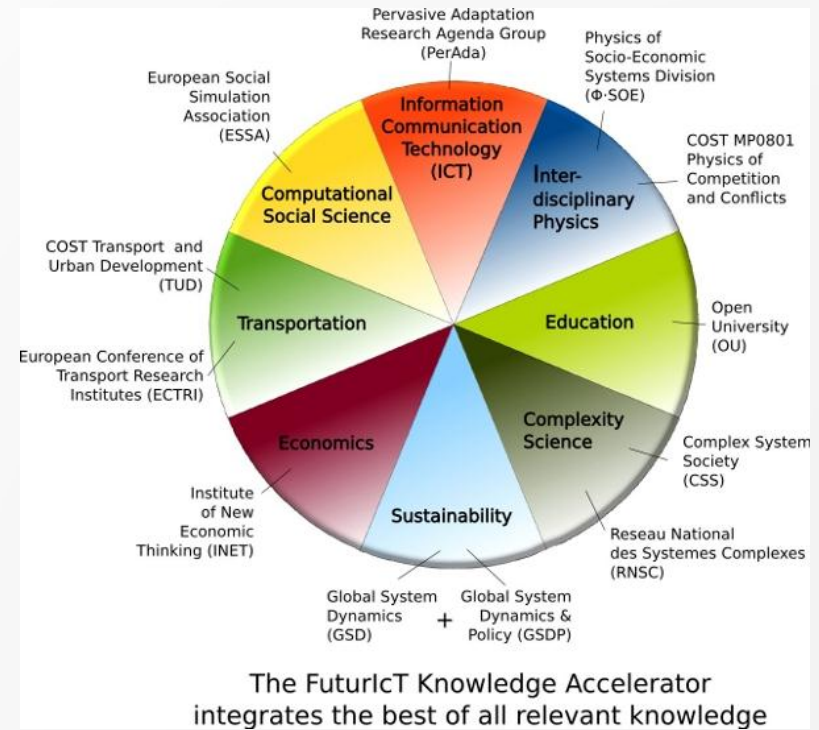 Pervasive Adaptation
Research Agenda Group
(PerAda)
Physics of
Socio-Economic
Systems Division
(Φ·SOE)
European Social
Simulation
Association
(ESSA)
Information
Communication
Technology
(ICT)
COST MP0801
Physics of
Competition
and Conflicts
Inter-
disciplinary
Physics
Computational
Social Science
COST Transport and
Urban Development
(TUD)
Transportation
Education
Open
University
(OU)
European Conference of
Transport Research
Institutes (ECTRI)
Economics
Complexity
Science
Complex System
Society
(CSS)
Institute
of New
Economic
Thinking (INET)
Sustainability
Reseau National
des Systemes Complexes
(RNSC)
Global System
Dynamics
(GSD)
+
Global System
Dynamics &
Policy (GSDP)
The FuturIcT Knowledge Accelerator
integrates the best of all relevant knowledge